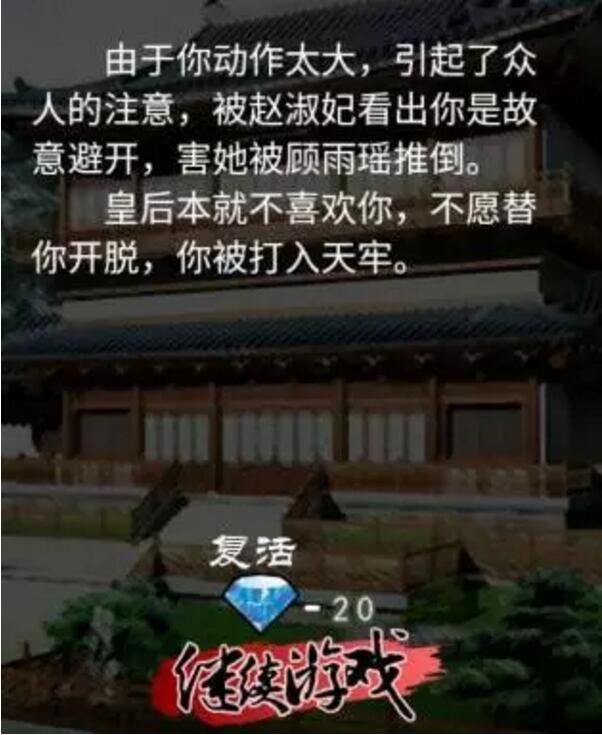 由于你动作太大，引起了众
人的注意，被赵淑妃看出你是故
意避开，害她被顾雨瑶推倒。
皇后本就不喜欢你，不愿替
你开脱，你被打入天牢。
复活
-20
继续游戏